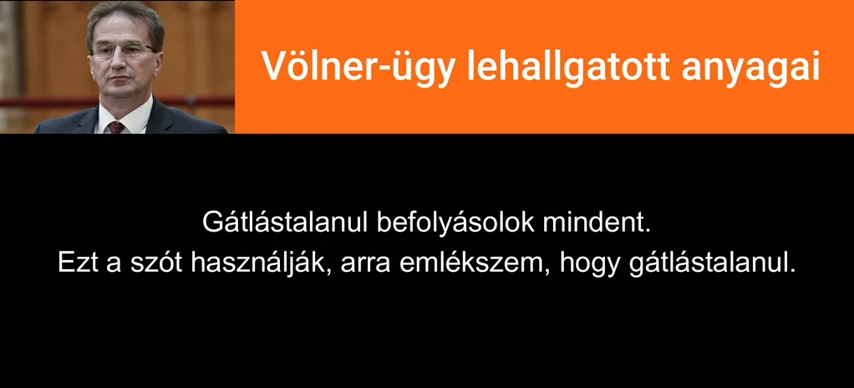 Völner-ügy lehallgatott anyagai
Gátlástalanul befolyásolok mindent.
Ezt a szót használják, arra emlékszem, hogy gátlástalanul.